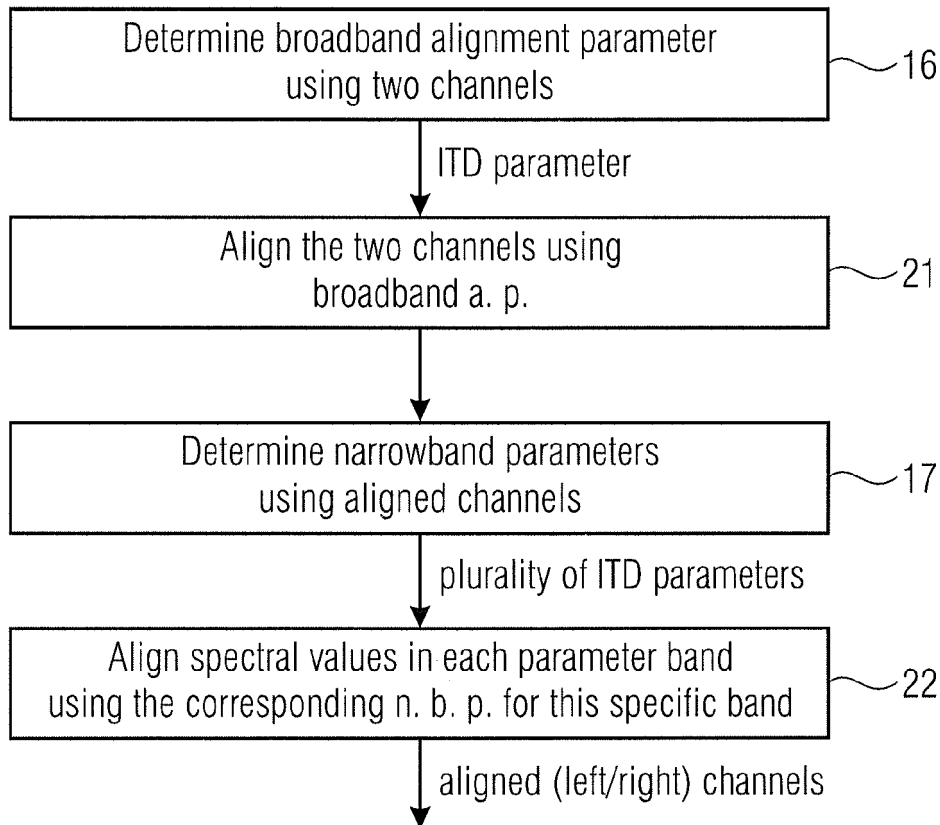 Determine broadband alignment parameter
using two channels
16
ITD parameter
Align the two channels using
broadband a. p.
21
Determine narrowband parameters
using aligned channels
17
plurality of ITD parameters
Align spectral values in each parameter band
using the corresponding n. b. p. for this specific band
22
aligned (left/right) channels